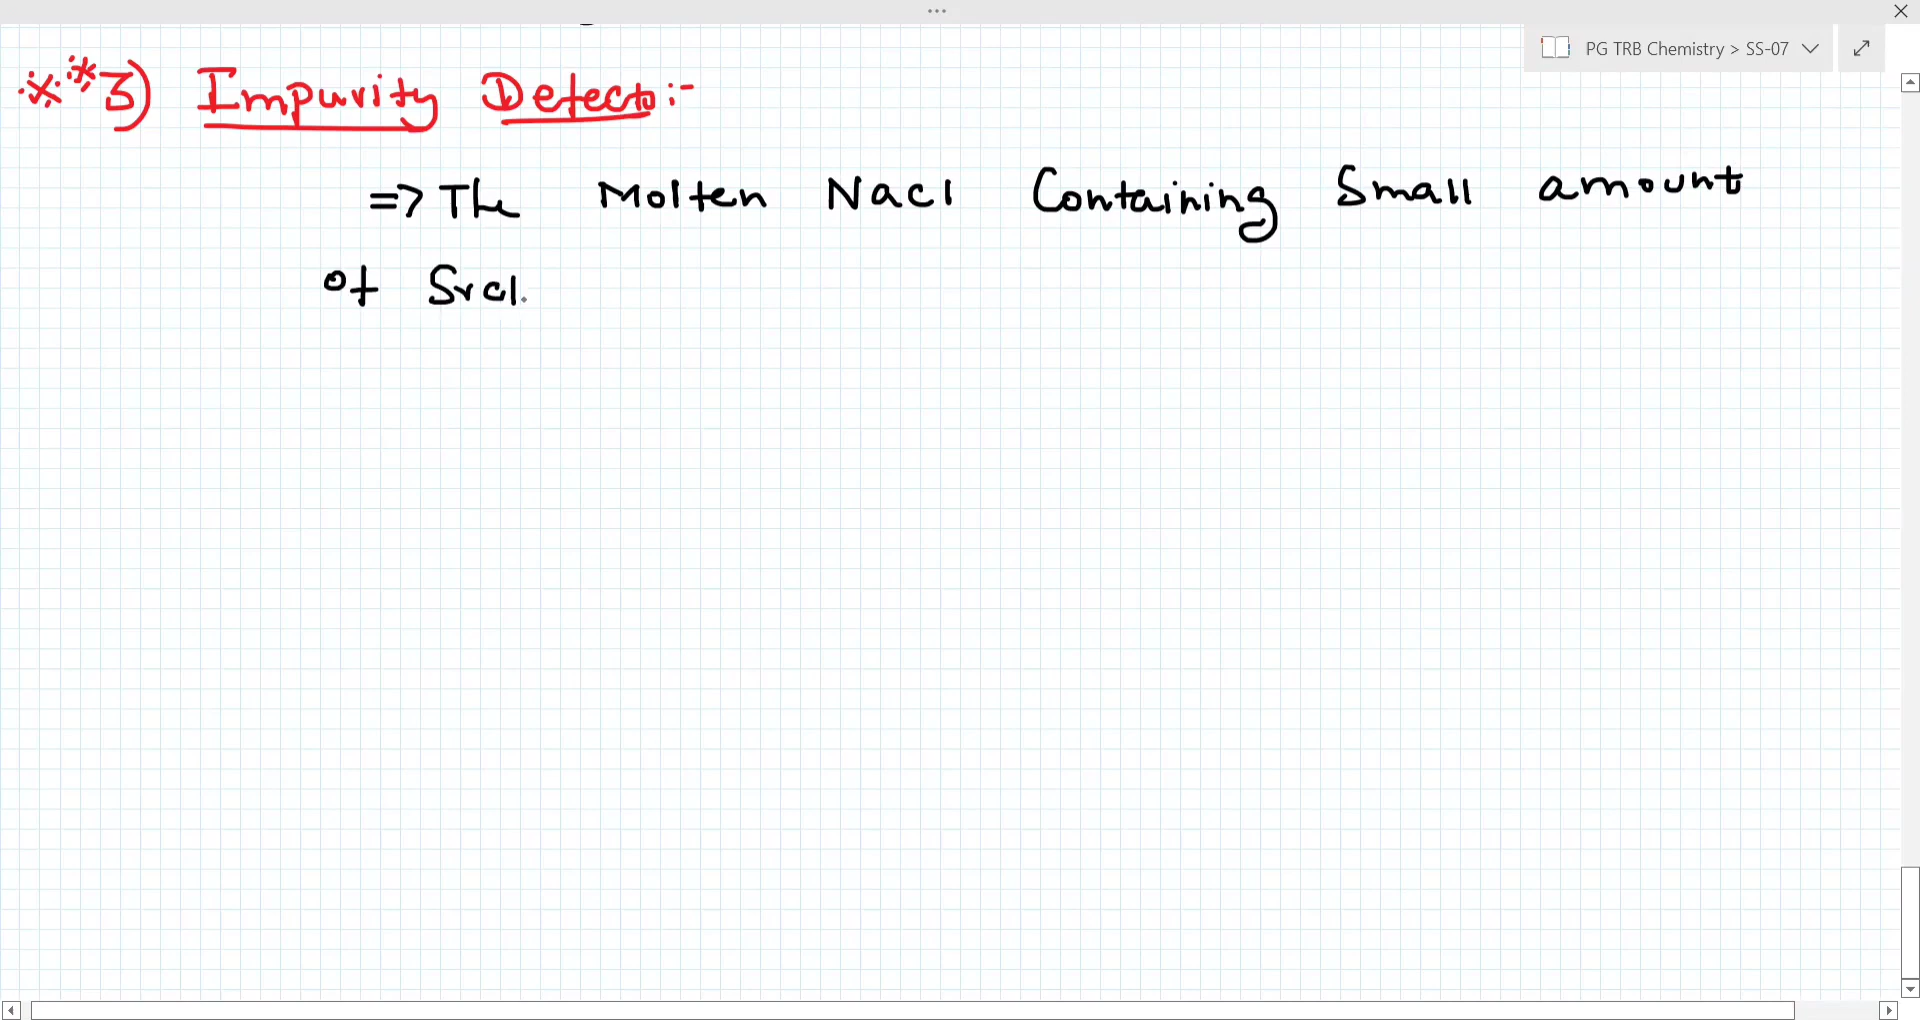 PG TRB Chemistry > SS-07
3) Impurity Defects:-
=> The Molten NaCl Containing Small amount
of SrCl